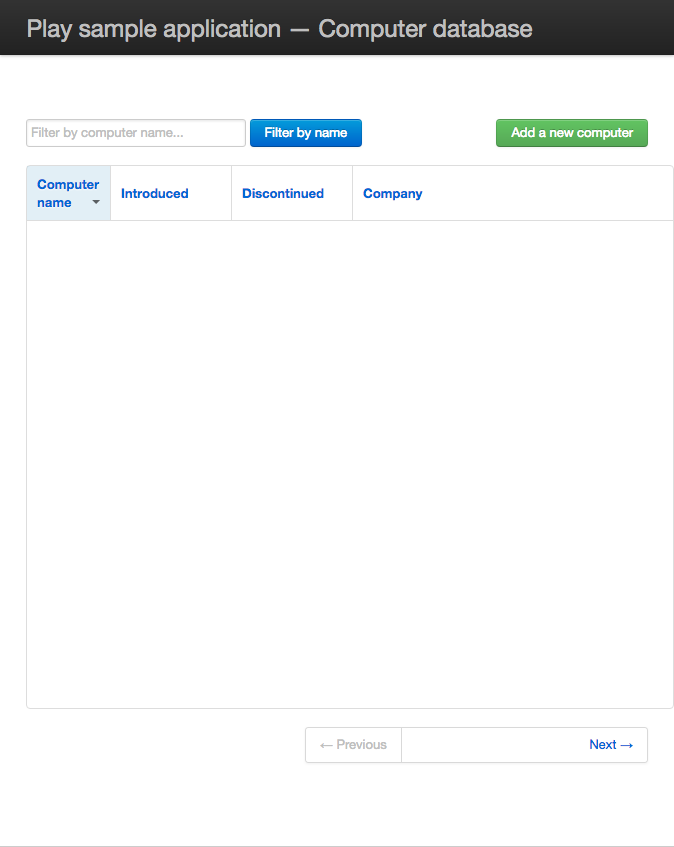 Play sample application — Computer database
Filter by computer name...
Filter by name
Add a new computer
Computer
name
Introduced
Discontinued
Company
← Previous
Next →